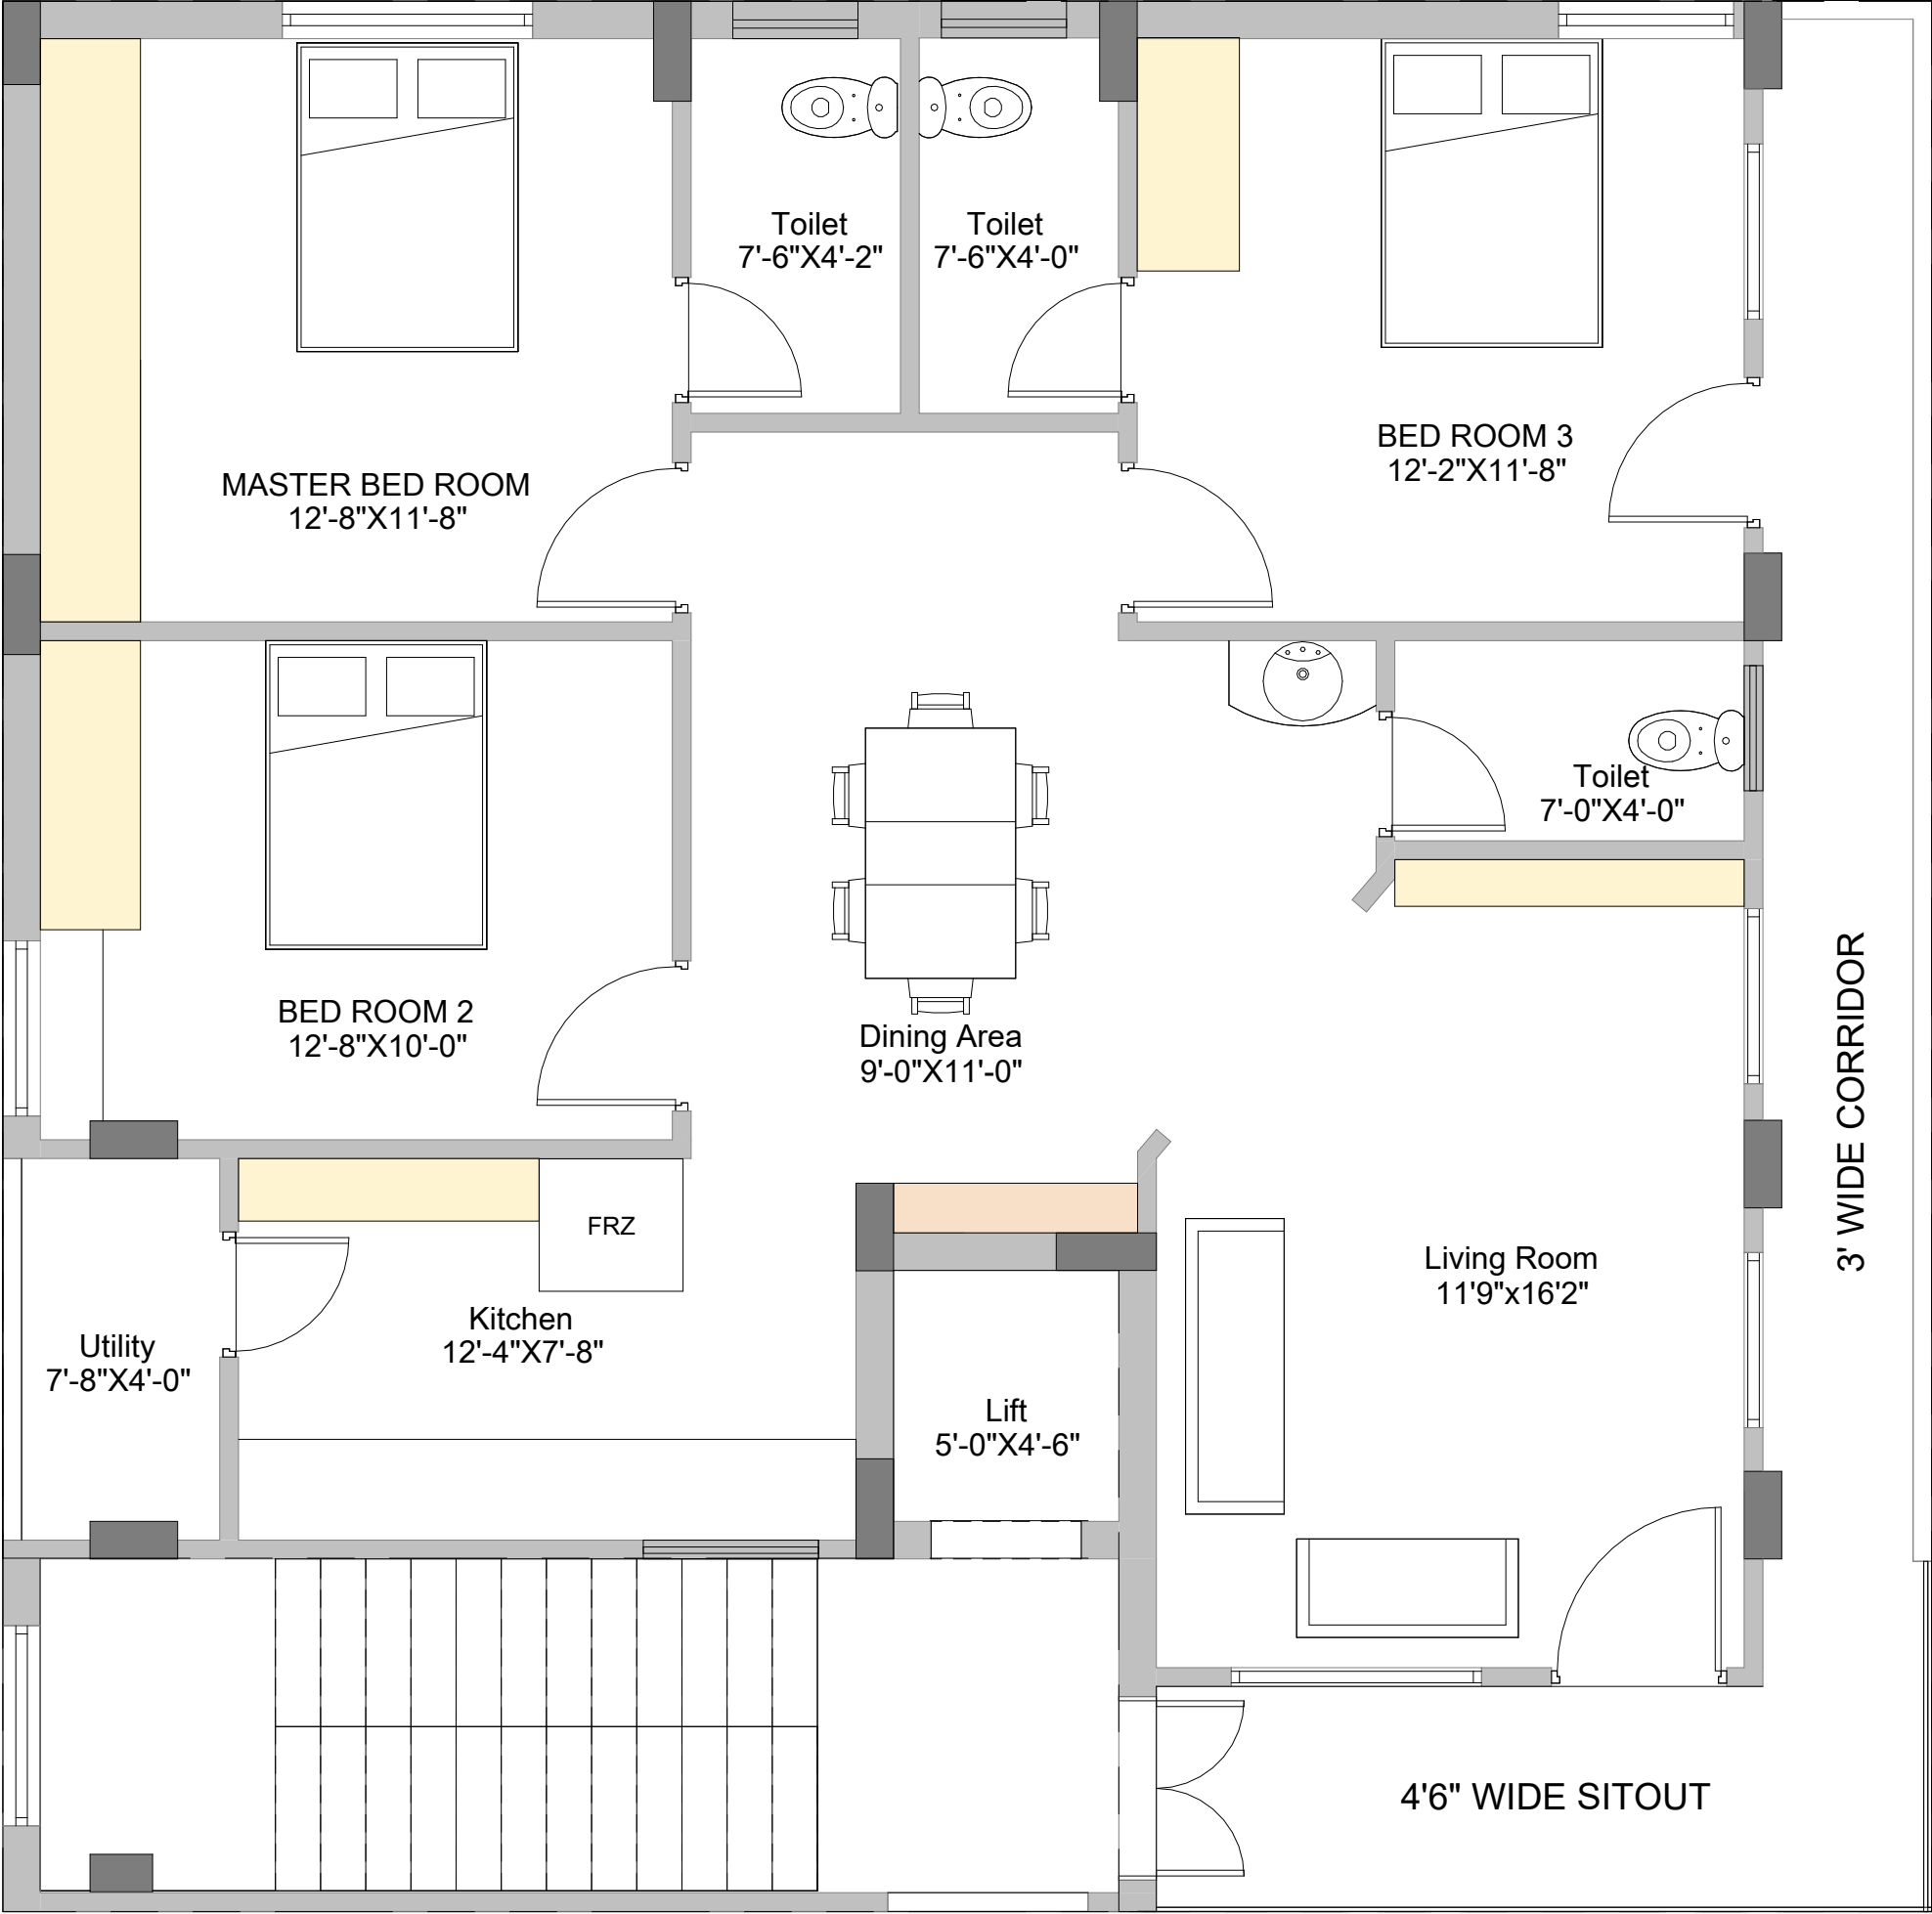 Toilet
7'-6"X4'-2"
Toilet
7'-6"X4'-0"
MASTER BED ROOM
12'-8"X11'-8"
BED ROOM 3
12'-2"X11'-8"
Toilet
7'-0"X4'-0"
BED ROOM 2
12'-8"X10'-0"
Dining Area
9'-0"X11'-0"
3' WIDE CORRIDOR
FRZ
Kitchen
12'-4"X7'-8"
Utility
7'-8"X4'-0"
Lift
5'-0"X4'-6"
Living Room
11'9"x16'2"
4'6" WIDE SITOUT